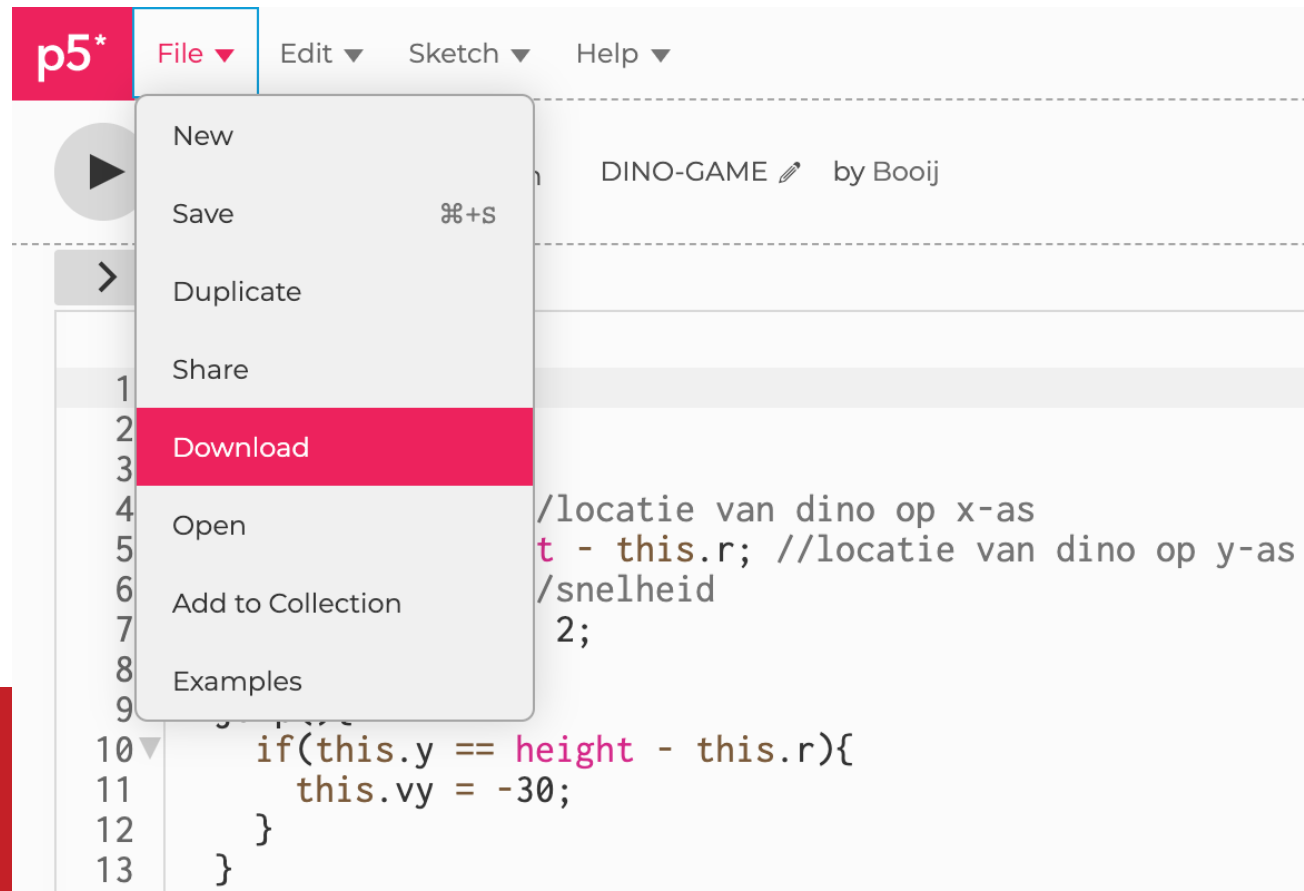 p5* File Edit Sketch Help
New
DINO-GAME by Booij
Save ⌘+S
Duplicate
Share
1
Download
2
3
4 /locatie van dino op x-as
Open
5 t - this.r; //locatie van dino op y-as
6 /snelheid
Add to Collection
7 2;
8
Examples
9
10 if(this.y == height - this.r){
11 this.vy = -30;
12 }
13 }